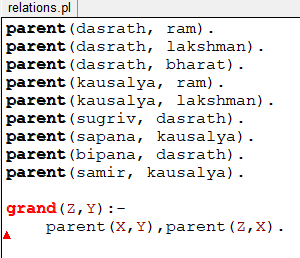 relations.pl
parent(dasrath, ram).
parent(dasrath, lakshman).
parent(dasrath, bharat).
parent(kausalya, ram).
parent(kausalya, lakshman).
parent(sugriv, dasrath).
parent(sapana, kausalya).
parent(bipana, dasrath).
parent(samir, kausalya).
grand(Z,Y):-
parent(X,Y),parent(Z,X).